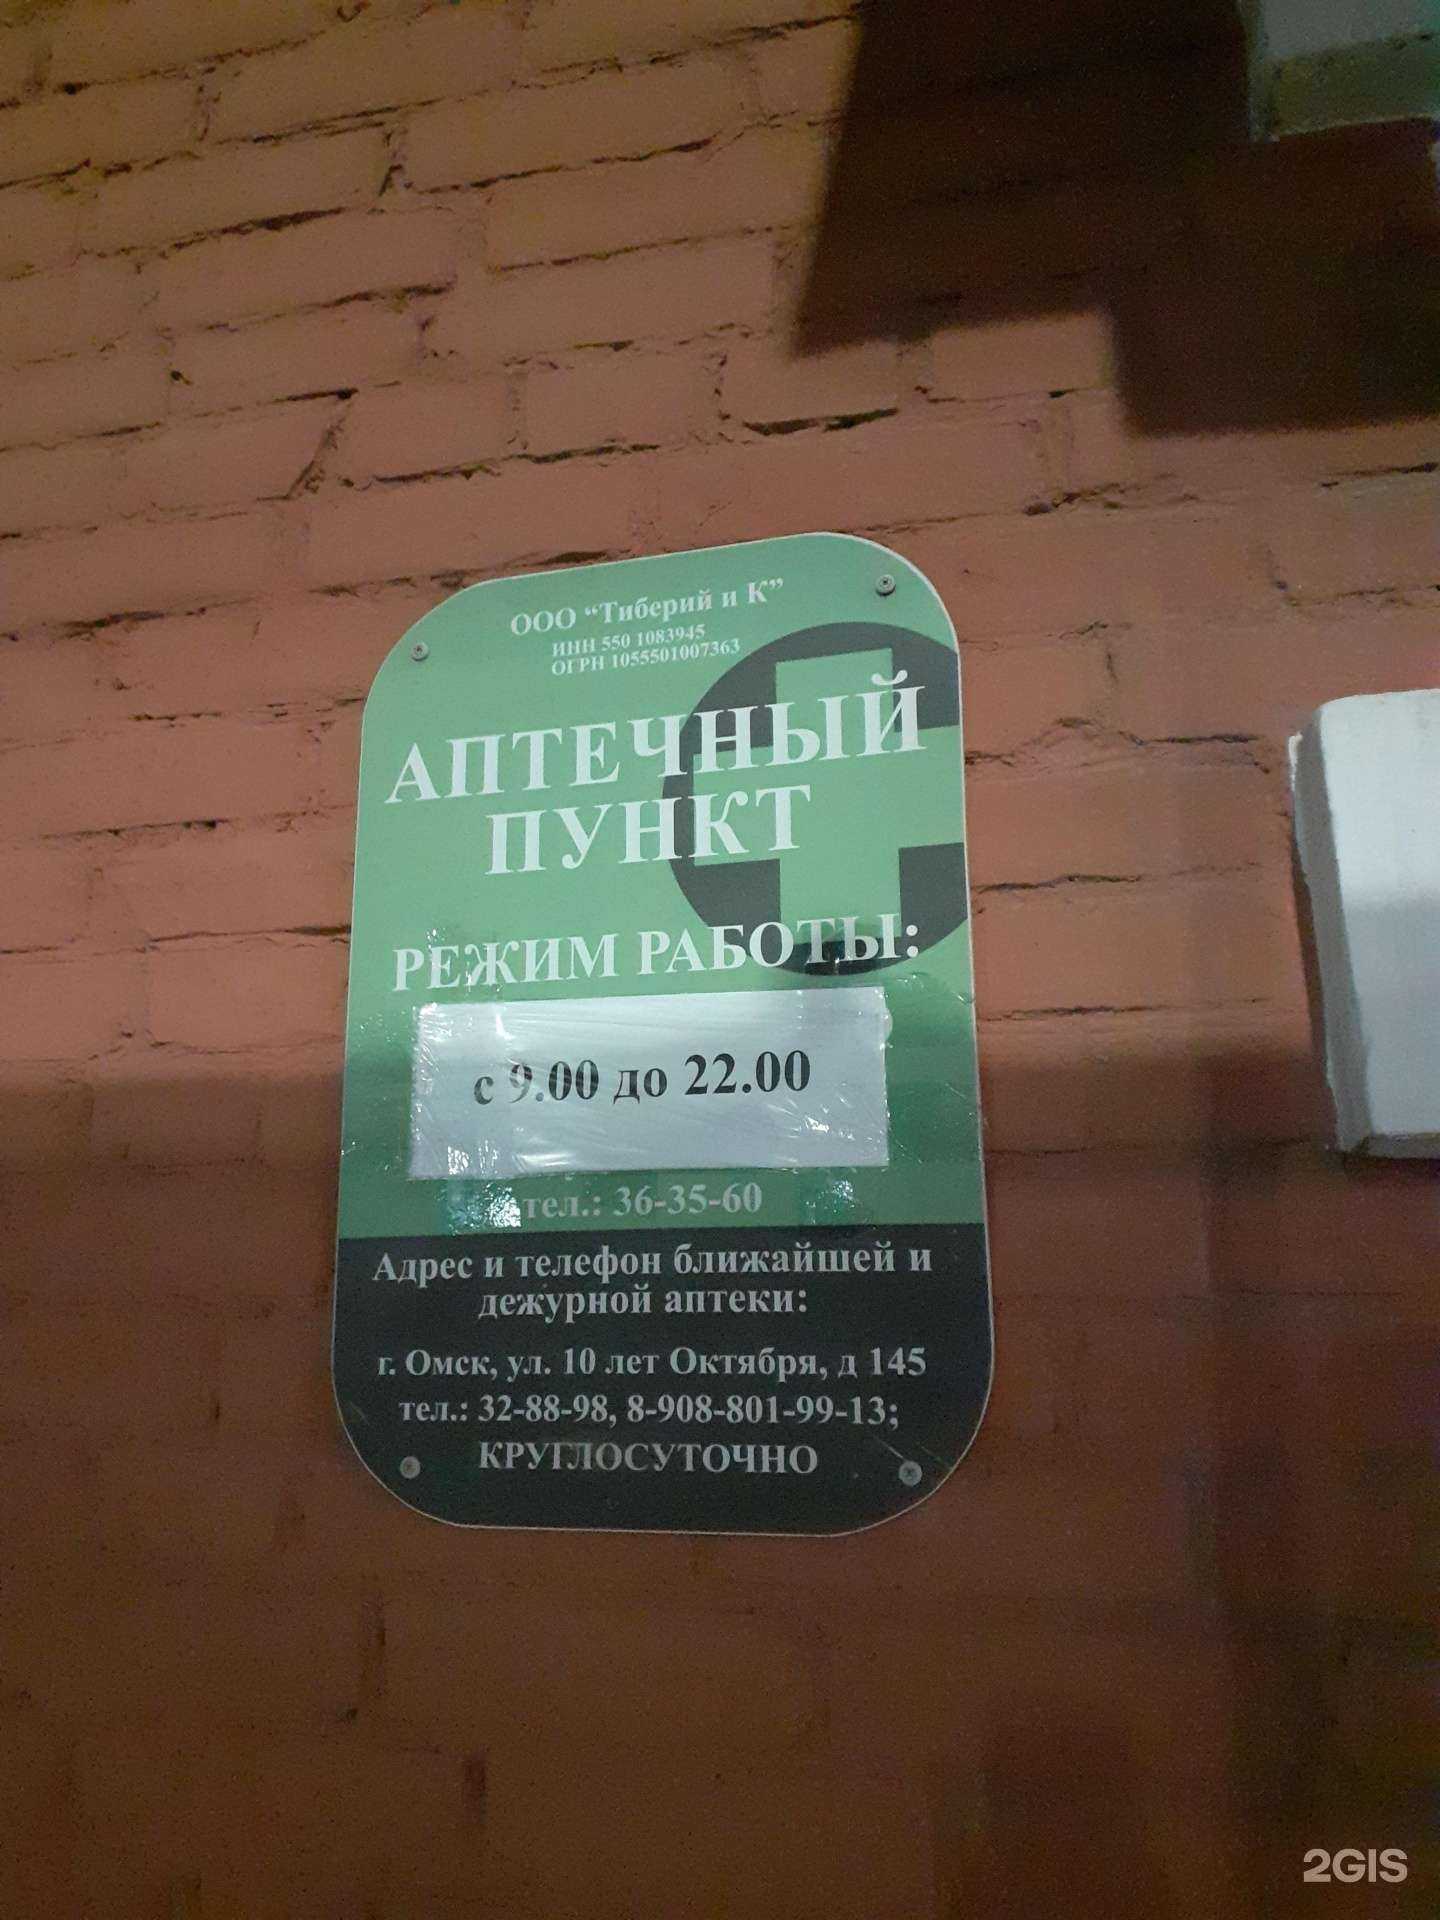 ООО “Тиберий и К”
ИНН 550 1083945
ОГРН 1055501007363
АПТЕЧНЫЙ
ПУНКТ
РЕЖИМ РАБОТЫ:
с 9.00 до 22.00
тел.: 36-35-60
Адрес и телефон ближайшей и
дежурной аптеки:
г. Омск, ул. 10 лет Октября, д 145
тел.: 32-88-98, 8-908-801-99-13;
КРУГЛОСУТОЧНО
2GIS